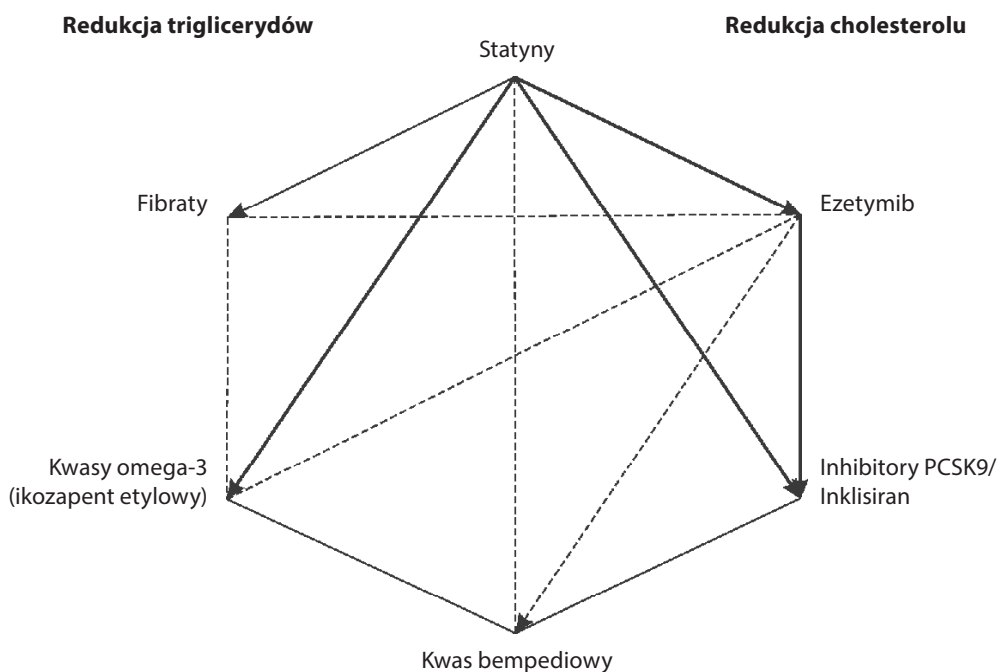 Redukcja triglicerydów
Redukcja cholesterolu
Statyny
Fibraty
Ezetymib
Kwasy omega-3
(ikozapent etylowy)
Inhibitory PCSK9/
Inklisiran
Kwas bempediowy